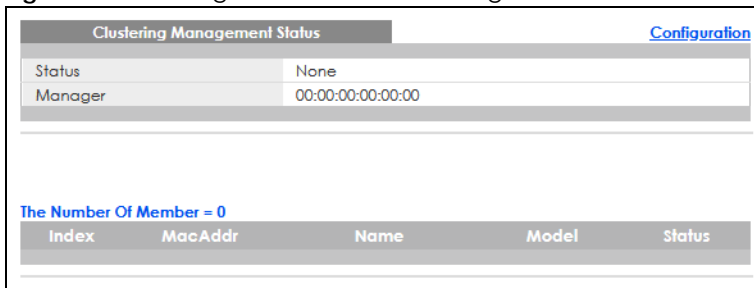 Clustering Management Status Configuration
Status None
Manager 00:00:00:00:00:00
The Number Of Member = 0
Index MacAddr Name Model Status